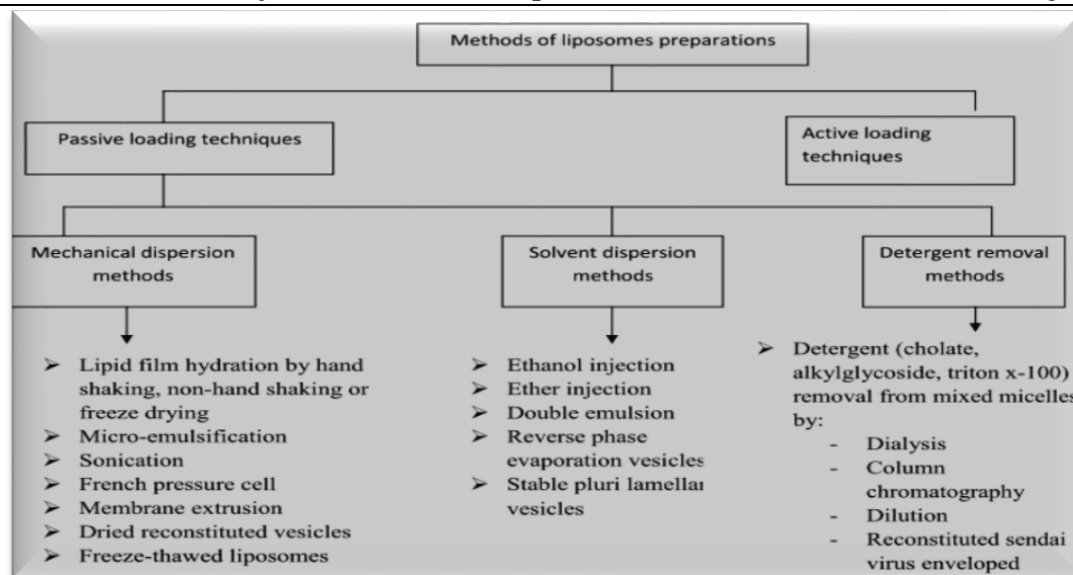 Methods of liposomes preparations
Passive loading techniques
Active loading
techniques
Mechanical dispersion
methods
Solvent dispersion
methods
Detergent removal
methods
➤ Lipid film hydration by hand
shaking, non-hand shaking or
freeze drying
➤ Micro-emulsification
➤ Sonication
➤ French pressure cell
➤ Membrane extrusion
➤ Dried reconstituted vesicles
➤ Freeze-thawed liposomes
➤ Ethanol injection
➤ Ether injection
➤ Double emulsion
➤ Reverse phase
evaporation vesicles
➤ Stable pluri lamellar
vesicles
➤ Detergent (cholate,
alkylglycoside, triton x-100)
removal from mixed micelles
by:
- Dialysis
- Column
chromatography
- Dilution
- Reconstituted sendai
virus enveloped